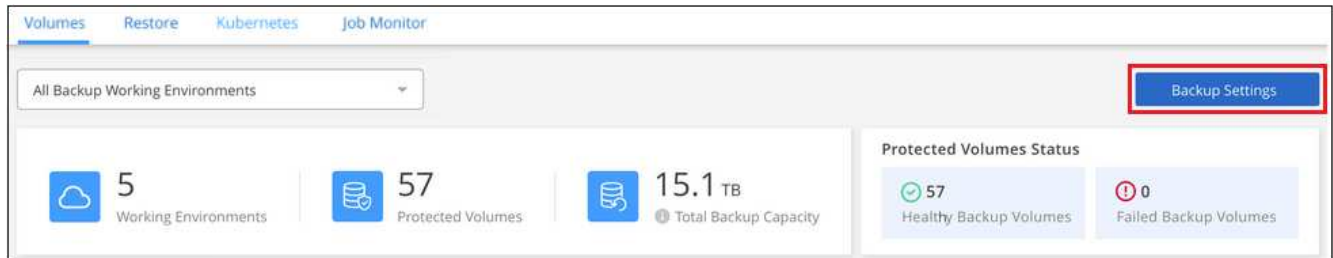 Volumes Restore Kubernetes Job Monitor
All Backup Working Environments
Backup Settings
5
Working Environments
57
Protected Volumes
15.1 TB
Total Backup Capacity
Protected Volumes Status
57
Healthy Backup Volumes
0
Failed Backup Volumes